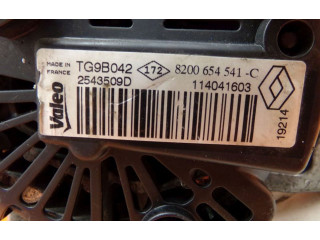 MADE IN
FRANCE
TG9B042 172 8200 654 541-C
2543509D 114041603
Valeo
19214